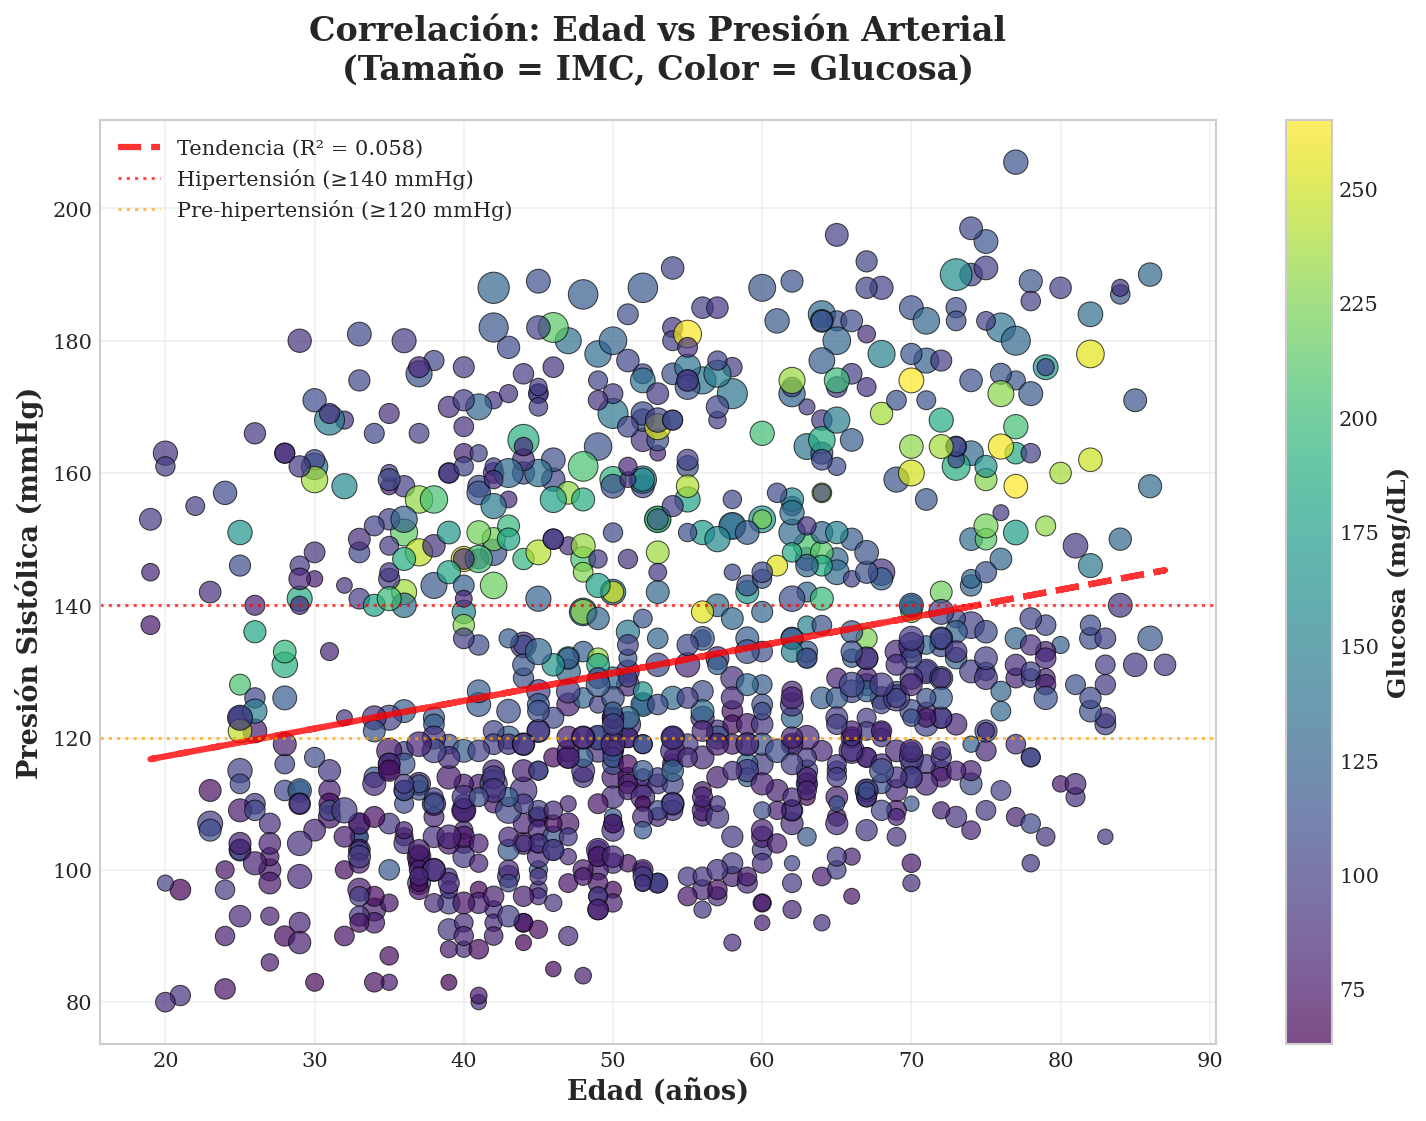 Correlación: Edad vs Presión Arterial
(Tamaño = IMC, Color = Glucosa)
Tendencia (R² = 0.058)
Hipertensión (≥140 mmHg)
Pre-hipertensión (≥120 mmHg)
Presión Sistólica (mmHg)
200
180
160
140
120
100
80
20 30 40 50 60 70 80 90
Edad (años)
250
225
200
175
150
125
100
75
Glucosa (mg/dL)